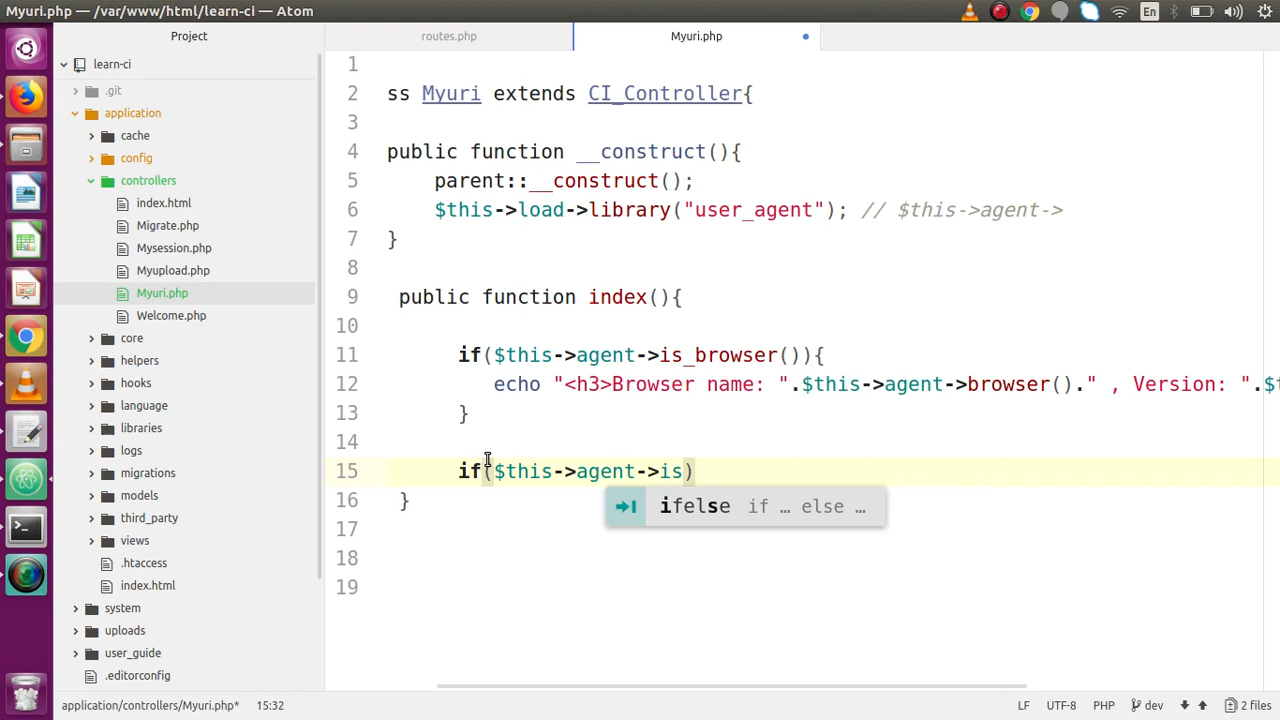 Myuri.php — /var/www/html/learn-ci — Atom
En
Project
routes.php
Myuri.php
learn-ci
.git
application
cache
config
controllers
index.html
Migrate.php
Mysession.php
Myupload.php
Myuri.php
Welcome.php
core
helpers
hooks
language
libraries
logs
migrations
models
third_party
views
.htaccess
index.html
system
uploads
user_guide
.editorconfig
1
2 ss Myuri extends CI_Controller{
3
4 public function __construct(){
5 parent::__construct();
6 $this->load->library("user_agent"); // $this->agent->
7 }
8
9 public function index(){
10
11 if($this->agent->is_browser()){
12 echo "<h3>Browser name: ".$this->agent->browser()." , Version: ".$t
13 }
14
15 if($this->agent->is)
16 }
ifelse if … else …
17
18
19
application/controllers/Myuri.php* 15:32
LF UTF-8 PHP dev 2 files